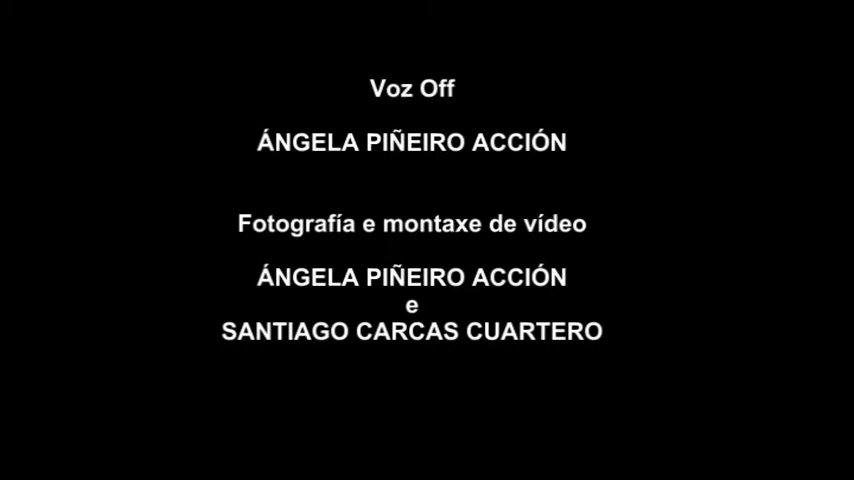 Voz Off
ÁNGELA PIÑEIRO ACCIÓN
Fotografía e montaxe de vídeo
ÁNGELA PIÑEIRO ACCIÓN
e
SANTIAGO CARCAS CUARTERO